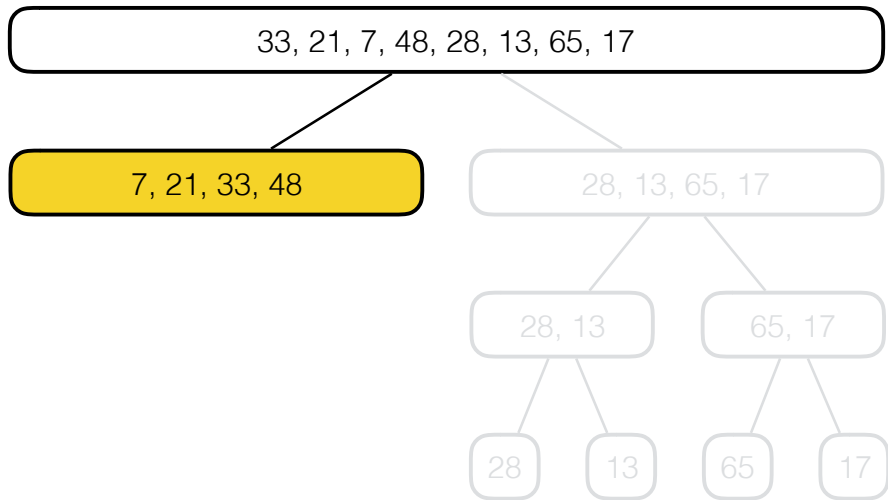 33, 21, 7, 48, 28, 13, 65, 17
7, 21, 33, 48
28, 13, 65, 17
28, 13
65, 17
28
13
65
17